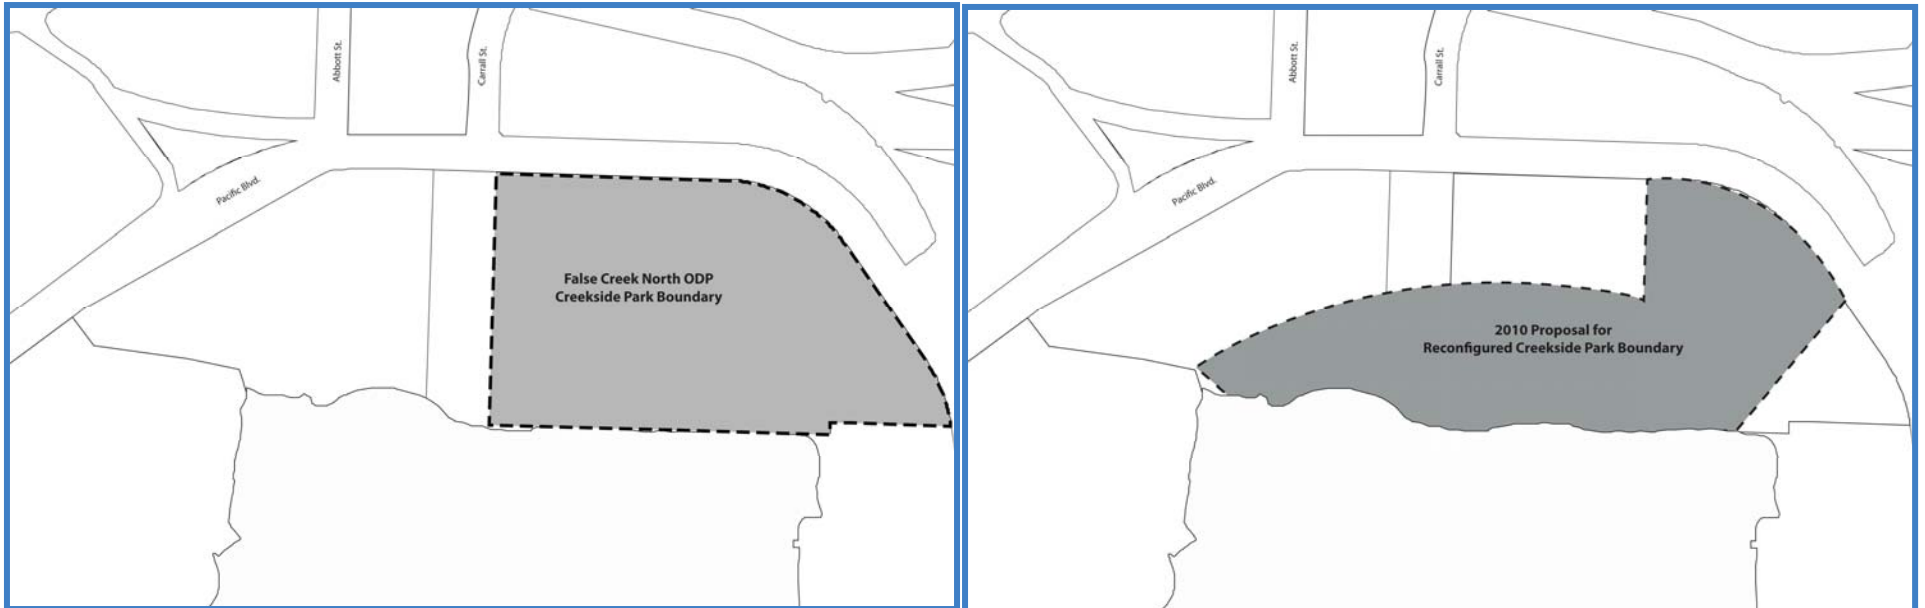 Abbott St.
Carrall St.
Pacific Blvd.
False Creek North ODP
Creekside Park Boundary
Abbott St.
Carrall St.
Pacific Blvd.
2010 Proposal for
Reconfigured Creekside Park Boundary